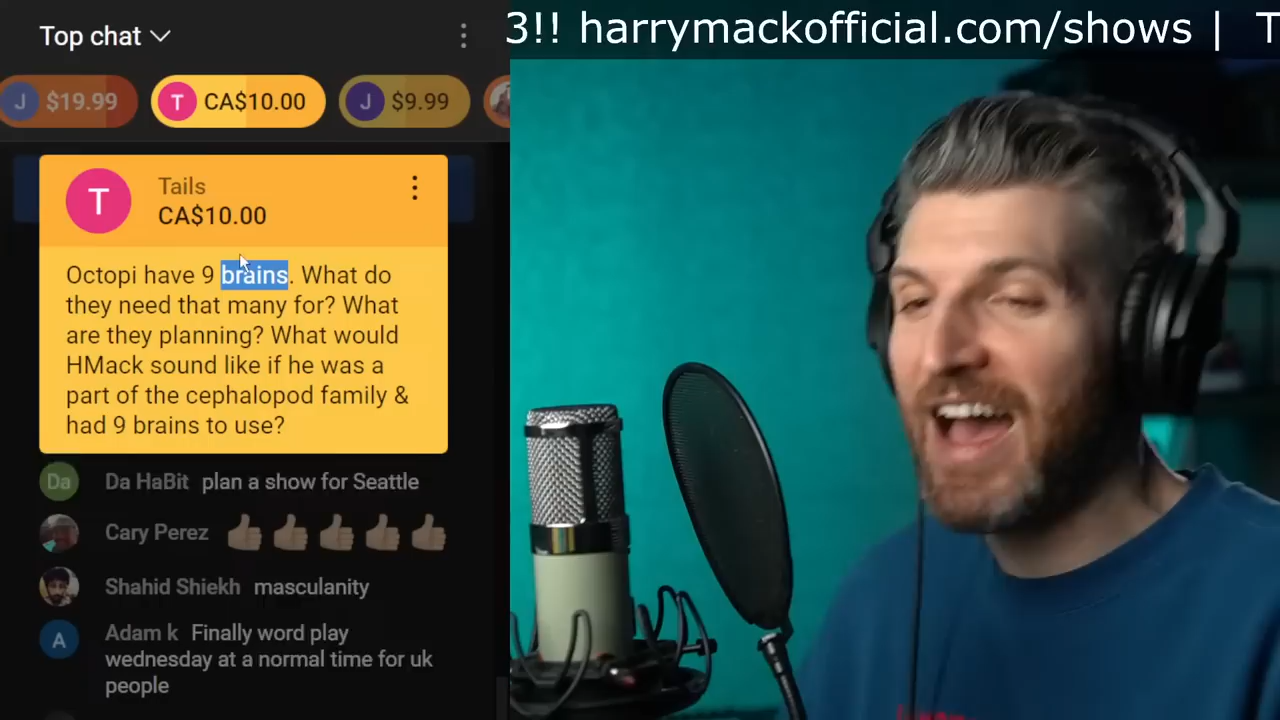 3!! harrymackofficial.com/shows | T
Top chat
J $19.99
T CA$10.00
J $9.99
T
Tails
CA$10.00
Octopi have 9 brains. What do
they need that many for? What
are they planning? What would
HMack sound like if he was a
part of the cephalopod family &
had 9 brains to use?
Da Da HaBit plan a show for Seattle
Cary Perez 👍🏼👍🏼👍🏼👍🏼👍🏼
Shahid Shiekh masculanity
A Adam k Finally word play
wednesday at a normal time for uk
people